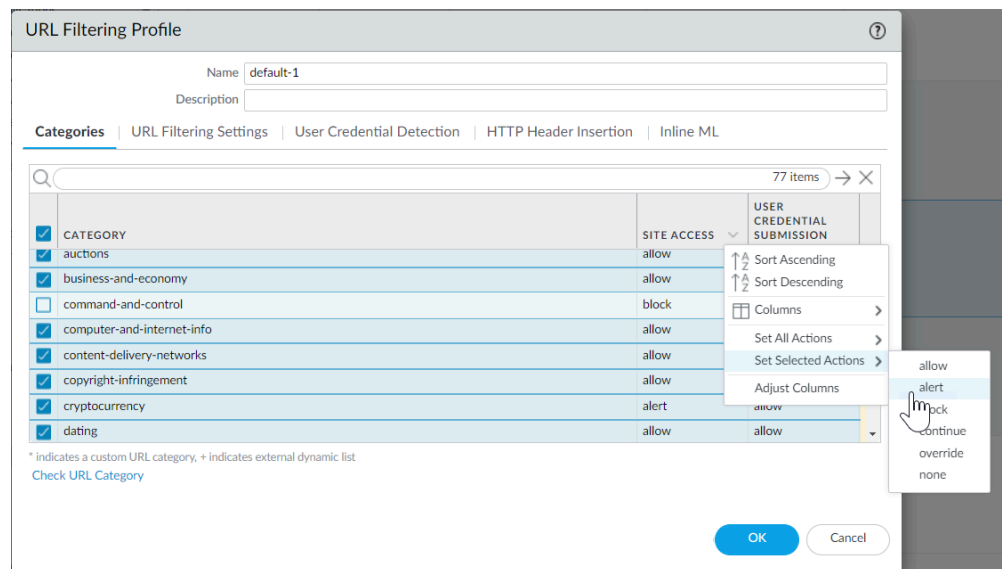 URL Filtering Profile
Name default-1
Description
Categories | URL Filtering Settings | User Credential Detection | HTTP Header Insertion | Inline ML
77 items
CATEGORY SITE ACCESS USER CREDENTIAL SUBMISSION
auctions allow
business-and-economy allow
command-and-control block
computer-and-internet-info allow
content-delivery-networks allow
copyright-infringement allow
cryptocurrency alert allow
dating allow allow
Sort Ascending
Sort Descending
Columns
Set All Actions
Set Selected Actions
Adjust Columns
allow
alert
continue
override
none
* indicates a custom URL category, + indicates external dynamic list
Check URL Category
OK Cancel